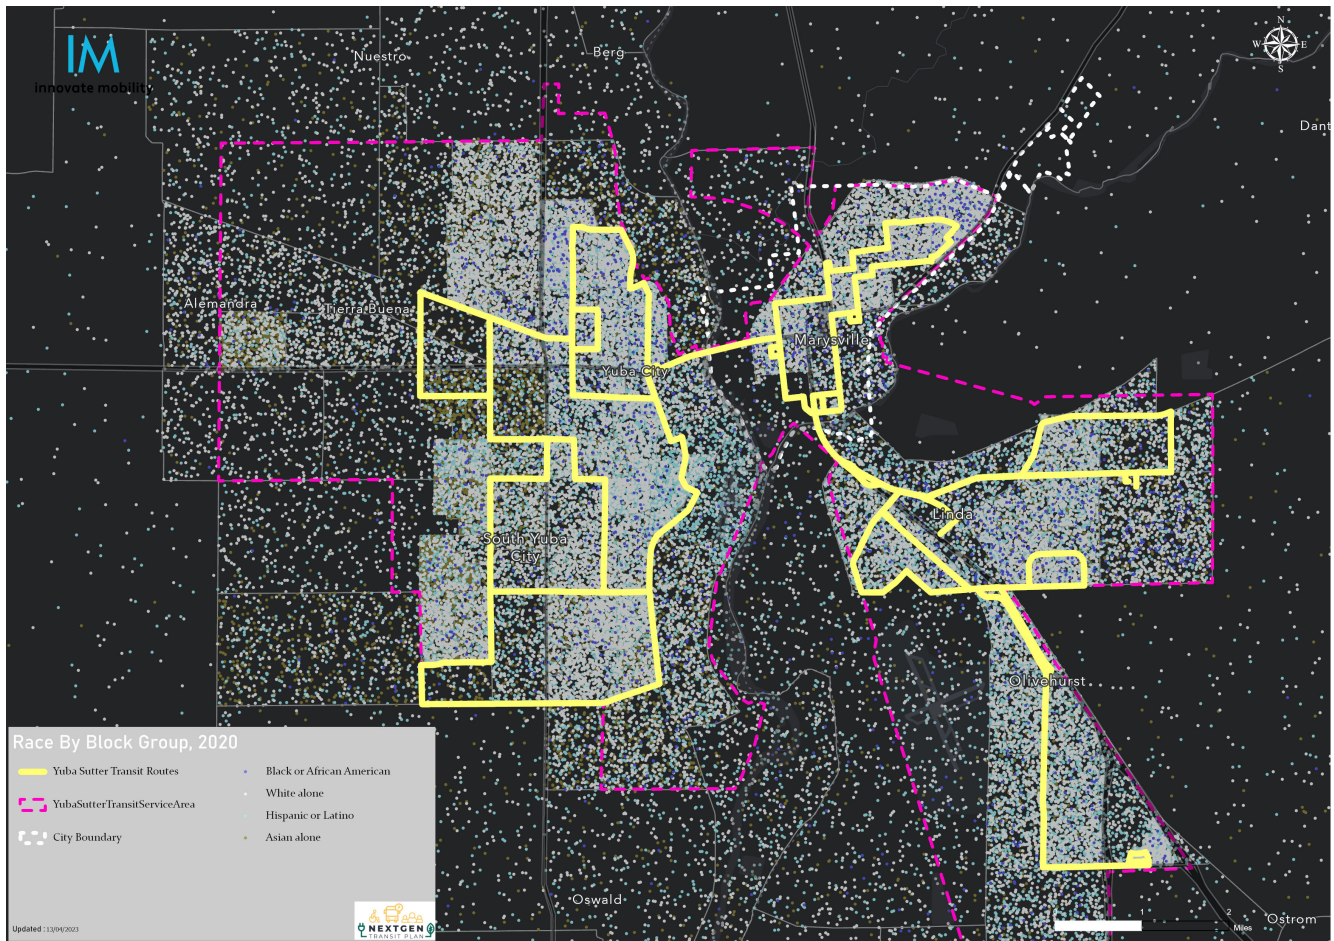 IM
innovate mobility
Nuestro
Berg
N
W E
S
Dant
Alemandra
Tierra Buena
Marysville
Yuba City
Linda
South Yuba
City
Olivehurst
Oswald
Ostrom
1 2
Miles
Race By Block Group, 2020
Yuba Sutter Transit Routes
YubaSutterTransitServiceArea
City Boundary
Black or African American
White alone
Hispanic or Latino
Asian alone
Updated : 13/04/2023
NEXTGEN
TRANSIT PLAN